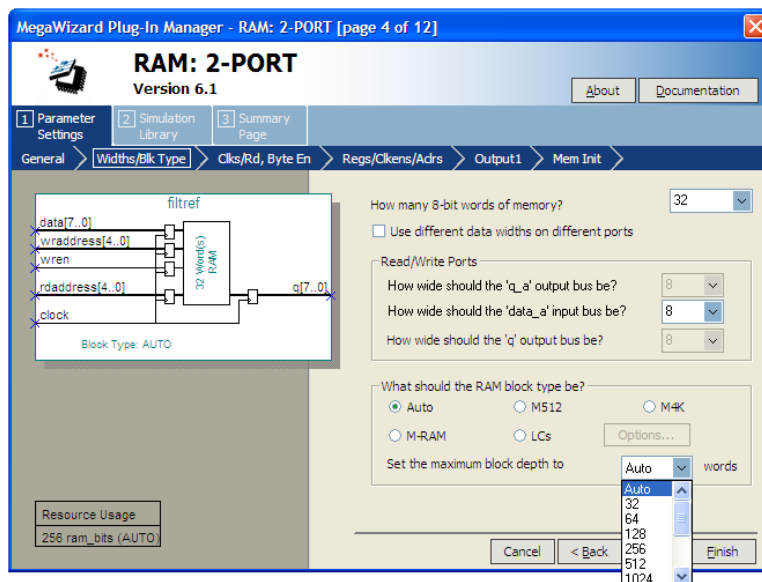 MegaWizard Plug-In Manager - RAM: 2-PORT [page 4 of 12]
RAM: 2-PORT
Version 6.1
About
Documentation
1 Parameter Settings
2 Simulation Library
3 Summary Page
General
Widths/Blk Type
Clks/Rd, Byte En
Regs/Clkens/Aclrs
Output1
Mem Init
filtref
data[7..0]
wraddress[4..0]
wren
rdaddress[4..0]
clock
32 Word(s)
RAM
q[7..0]
Block Type: AUTO
Resource Usage
256 ram_bits (AUTO)
How many 8-bit words of memory?
32
Use different data widths on different ports
Read/Write Ports
How wide should the 'q_a' output bus be?
8
How wide should the 'data_a' input bus be?
8
How wide should the 'q' output bus be?
8
What should the RAM block type be?
Auto
M512
M4K
M-RAM
LCs
Options...
Set the maximum block depth to
Auto
words
Auto
32
64
128
256
512
1024
Cancel
< Back
Finish